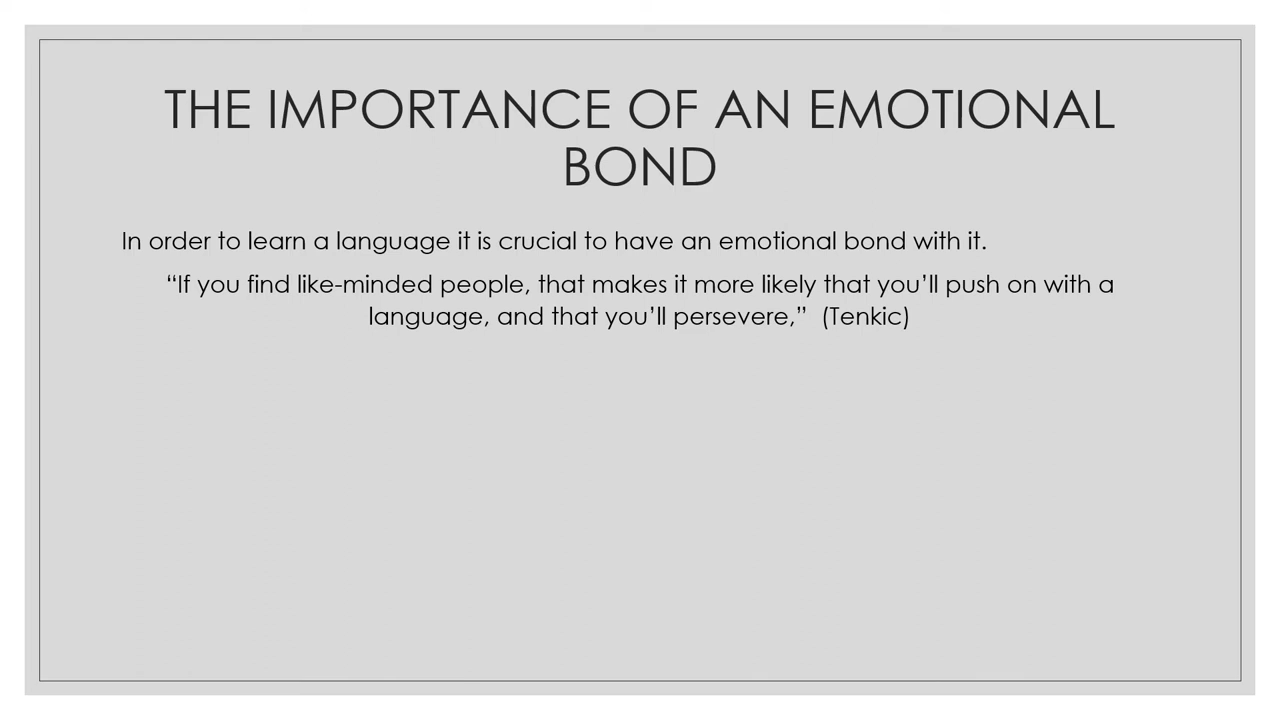 THE IMPORTANCE OF AN EMOTIONAL
BOND
In order to learn a language it is crucial to have an emotional bond with it.
“If you find like-minded people, that makes it more likely that you’ll push on with a
language, and that you’ll persevere,”  (Tenkic)